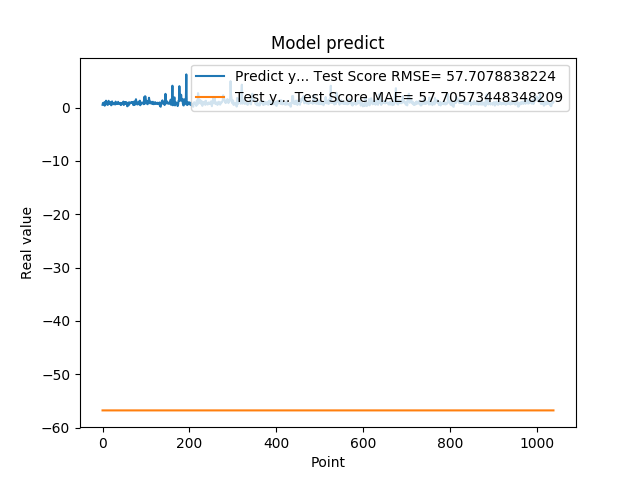 Model predict
Predict y... Test Score RMSE= 57.7078838224
Test y... Test Score MAE= 57.70573448348209
Real value
0
−10
−20
−30
−40
−50
−60
0 200 400 600 800 1000
Point